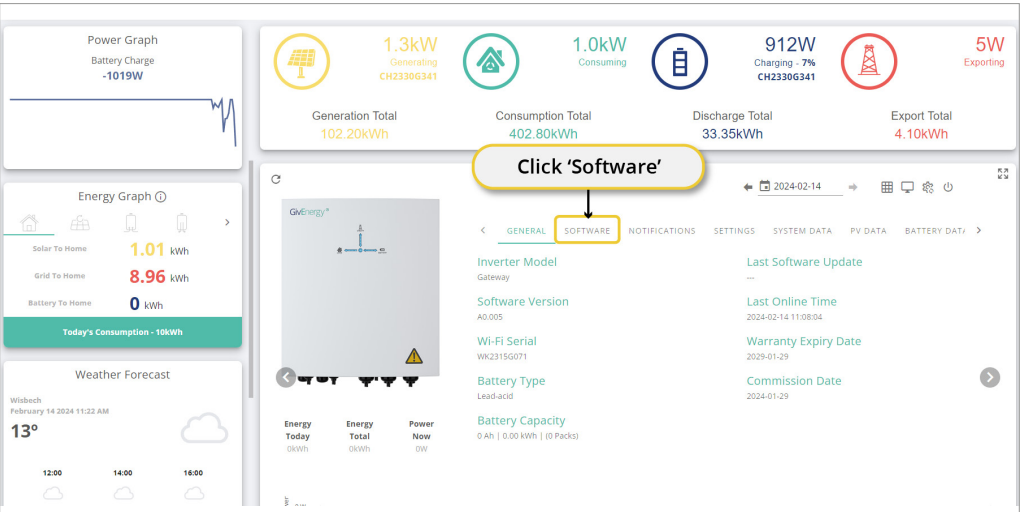 Power Graph
Battery Charge
-1019W
1.3kW
Generating
CH2330G341
1.0kW
Consuming
912W
Charging - 7%
CH2330G341
5W
Exporting
Generation Total
102.20kWh
Consumption Total
402.80kWh
Discharge Total
33.35kWh
Export Total
4.10kWh
Click 'Software'
Energy Graph
Solar To Home 1.01 kWh
Grid To Home 8.96 kWh
Battery To Home 0 kWh
Today's Consumption - 10kWh
Weather Forecast
Wisbech
February 14 2024 11:22 AM
13°
12:00 14:00 16:00
GivEnergy
2024-02-14
GENERAL SOFTWARE NOTIFICATIONS SETTINGS SYSTEM DATA PV DATA BATTERY DATA
Inverter Model
Gateway
Software Version
A0.005
Wi-Fi Serial
WK2315G071
Battery Type
Lead-acid
Battery Capacity
0 Ah | 0.00 kWh | (0 Packs)
Last Software Update
---
Last Online Time
2024-02-14 11:08:04
Warranty Expiry Date
2029-01-29
Commission Date
2024-01-29
Energy Today
0kWh
Energy Total
0kWh
Power Now
0W